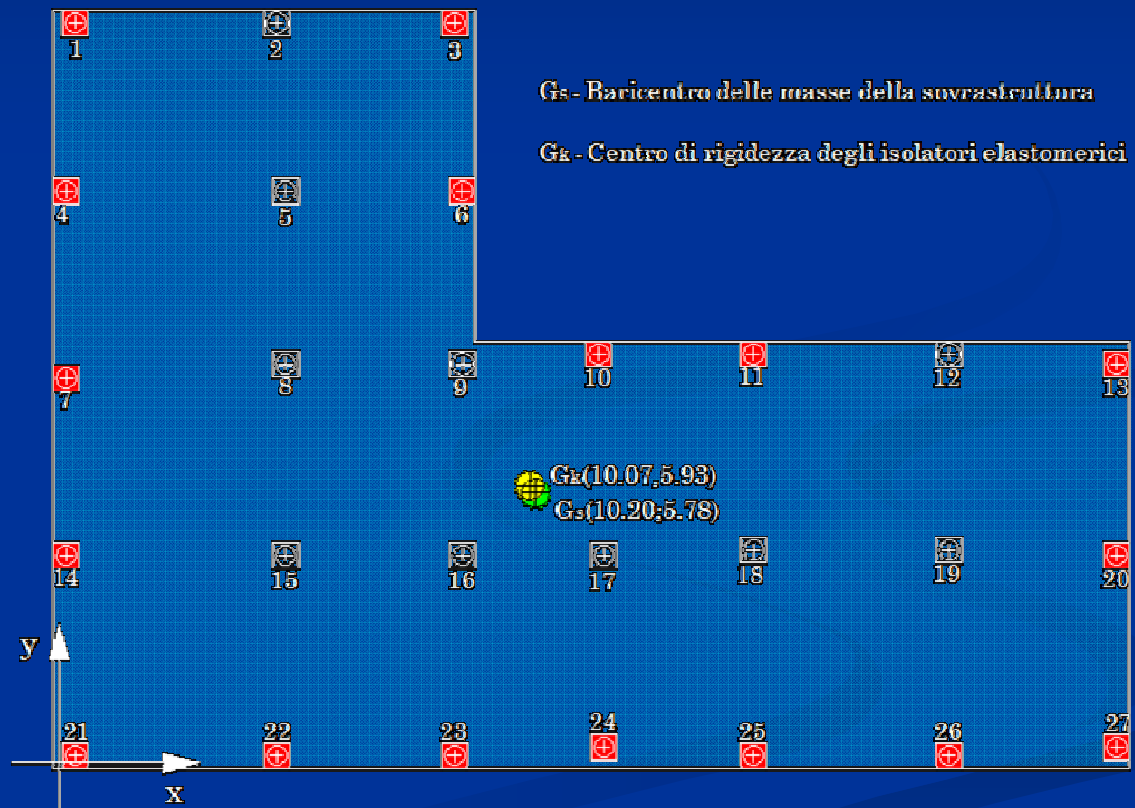 1 2 3
Gs - Baricentro delle masse della sovrastruttura
Gk - Centro di rigidezza degli isolatori elastomerici
4 5 6
7 8 9 10 11 12 13
Gk(10.07,5.93)
Gs(10.20;5.78)
14 15 16 17 18 19 20
y
21 22 23 24 25 26 27
x